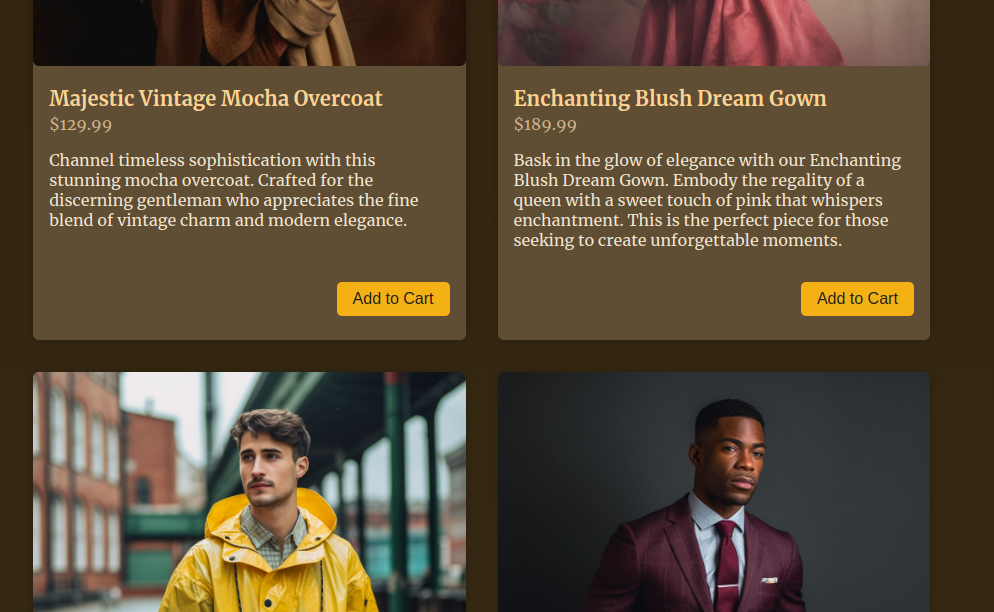 Majestic Vintage Mocha Overcoat
$129.99
Channel timeless sophistication with this
stunning mocha overcoat. Crafted for the
discerning gentleman who appreciates the fine
blend of vintage charm and modern elegance.
Add to Cart
Enchanting Blush Dream Gown
$189.99
Bask in the glow of elegance with our Enchanting
Blush Dream Gown. Embody the regality of a
queen with a sweet touch of pink that whispers
enchantment. This is the perfect piece for those
seeking to create unforgettable moments.
Add to Cart